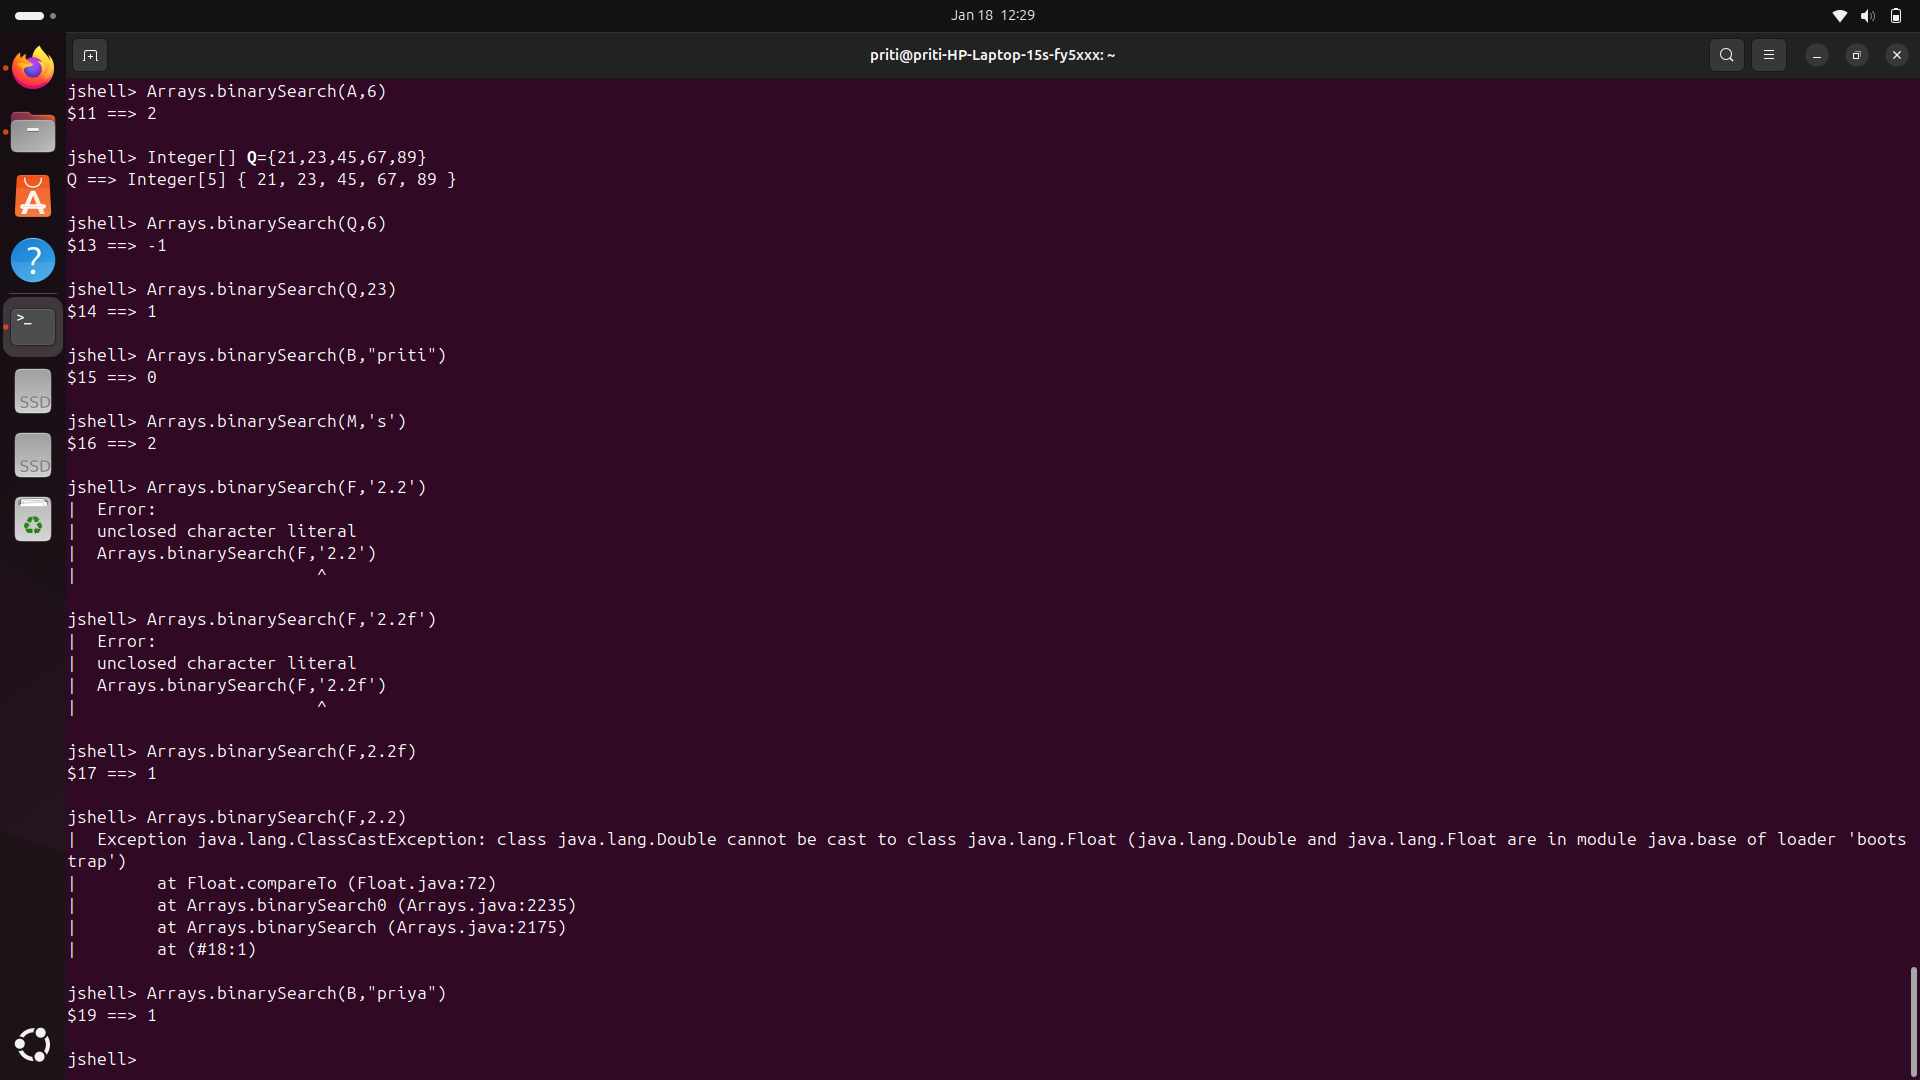 Jan 18 12:29
priti@priti-HP-Laptop-15s-fy5xxx: ~
jshell> Arrays.binarySearch(A,6)
$11 ==> 2
jshell> Integer[] Q={21,23,45,67,89}
Q ==> Integer[5] { 21, 23, 45, 67, 89 }
jshell> Arrays.binarySearch(Q,6)
$13 ==> -1
jshell> Arrays.binarySearch(Q,23)
$14 ==> 1
jshell> Arrays.binarySearch(B,"priti")
$15 ==> 0
jshell> Arrays.binarySearch(M,'s')
$16 ==> 2
jshell> Arrays.binarySearch(F,'2.2')
|  Error:
|  unclosed character literal
|  Arrays.binarySearch(F,'2.2')
|                        ^
jshell> Arrays.binarySearch(F,'2.2f')
|  Error:
|  unclosed character literal
|  Arrays.binarySearch(F,'2.2f')
|                        ^
jshell> Arrays.binarySearch(F,2.2f)
$17 ==> 1
jshell> Arrays.binarySearch(F,2.2)
|  Exception java.lang.ClassCastException: class java.lang.Double cannot be cast to class java.lang.Float (java.lang.Double and java.lang.Float are in module java.base of loader 'boots
trap')
|        at Float.compareTo (Float.java:72)
|        at Arrays.binarySearch0 (Arrays.java:2235)
|        at Arrays.binarySearch (Arrays.java:2175)
|        at (#18:1)
jshell> Arrays.binarySearch(B,"priya")
$19 ==> 1
jshell>
A
?
>_
SSD
SSD